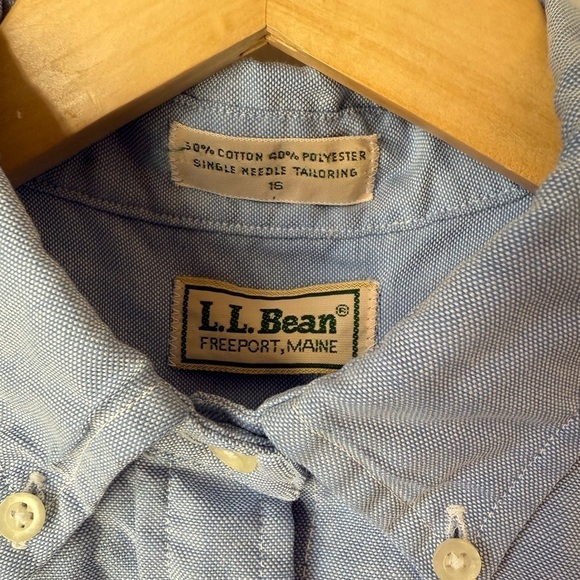 60% COTTON 40% POLYESTER
SINGLE NEEDLE TAILORING
16
L.L.Bean®
FREEPORT, MAINE